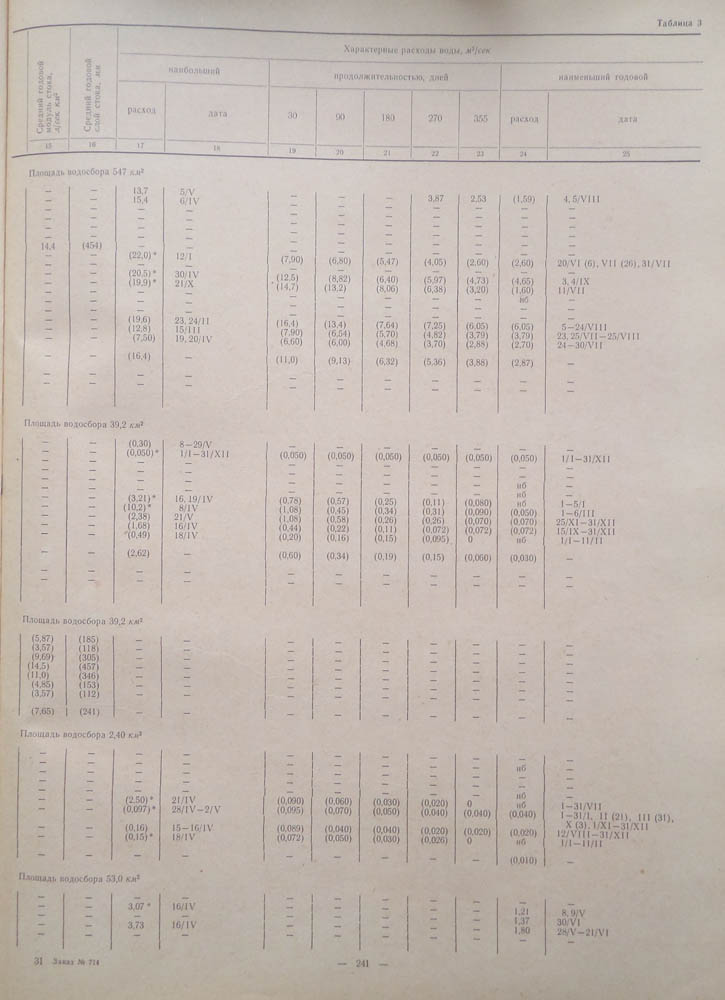 Таблица 3
Средний годовой модуль стока, л/сек км²
Средний годовой слой стока, мм
Характерные расходы воды, м³/сек
наибольший
продолжительностью, дней
наименьший годовой
расход дата 30 90 180 270 355 расход дата
15 16 17 18 19 20 21 22 23 24 25
Площадь водосбора 547 км²
— — 13,7 5/V — — — — — — —
— — 15,4 6/IV — — — 3,87 2,53 (1,59) 4, 5/VIII
— — — — — — — — — — —
— — — — — — — — — — —
— — — — — — — — — — —
— — — — — — — — — — —
14,4 (454) — — — — — — — — —
— — (22,0)* 12/I (7,90) (6,80) (5,47) (4,05) (2,60) (2,60) 20/VI (6), VII (26), 31/VII
— — — — — — — — — — —
— — (20,5)* 30/IV (12,5) (8,82) (6,40) (5,97) (4,73) (4,65) 3, 4/IX
— — (19,9)* 21/X (14,7) (13,2) (8,06) (6,38) (3,20) (1,60) 11/VII
— — — — — — — — — нб —
— — — — — — — — — — —
— — (19,6) 23, 24/II (16,4) (13,4) (7,64) (7,25) (6,05) (6,05) 5—24/VIII
— — (12,8) 15/III (7,90) (6,54) (5,70) (4,82) (3,79) (3,79) 23, 25/VII—25/VIII
— — (7,50) 19, 20/IV (6,60) (6,00) (4,68) (3,70) (2,88) (2,70) 24—30/VII
— — (16,4) — (11,0) (9,13) (6,32) (5,36) (3,88) (2,87) —
— — — — — — — — — — —
— — — — — — — — — — —
Площадь водосбора 39,2 км²
— — (0,30) 8—29/V — — — — — — —
— — (0,050)* 1/I—31/XII (0,050) (0,050) (0,050) (0,050) (0,050) (0,050) 1/I—31/XII
— — — — — — — — — — —
— — — — — — — — — — —
— — — — — — — — — нб —
— — — — — — — — — нб —
— — (3,21)* 16, 19/IV (0,78) (0,57) (0,25) (0,11) (0,080) нб 1—5/I
— — (10,2)* 8/IV (1,08) (0,45) (0,34) (0,31) (0,090) (0,050) 1—6/III
— — (2,38) 21/V (1,08) (0,58) (0,26) (0,26) (0,070) (0,070) 25/XI—31/XII
— — (1,68) 16/IV (0,44) (0,22) (0,11) (0,072) (0,072) (0,072) 15/IX—31/XII
— — (0,49) 18/IV (0,20) (0,16) (0,15) (0,095) 0 нб 1/I—11/II
— — (2,62) — (0,60) (0,34) (0,19) (0,15) (0,060) (0,030) —
— — — — — — — — — — —
— — — — — — — — — — —
Площадь водосбора 39,2 км²
(5,87) (185) — — — — — — — — —
(3,57) (118) — — — — — — — — —
(9,69) (305) — — — — — — — — —
(14,5) (457) — — — — — — — — —
(11,0) (346) — — — — — — — — —
(4,85) (153) — — — — — — — — —
(3,57) (112) — — — — — — — — —
(7,65) (241) — — — — — — — — —
Площадь водосбора 2,40 км²
— — — — — — — — — — —
— — — — — — — — — нб —
— — — — — — — — — — —
— — — — — — — — — — —
— — — — — — — — — нб —
— — (2,50)* 21/IV (0,090) (0,060) (0,030) (0,020) 0 нб 1—31/VII
— — (0,097)* 28/IV—2/V (0,095) (0,070) (0,050) (0,040) (0,040) (0,040) 1—31/I, II (21), III (31),
X (3), I/XI—31/XII
— — (0,16) 15—16/IV (0,089) (0,040) (0,040) (0,020) (0,020) (0,020) 12/VIII—31/XII
— — (0,15)* 18/IV (0,072) (0,050) (0,030) (0,026) 0 нб 1/I—11/II
— — — — — — — — — (0,010) —
Площадь водосбора 53,0 км²
— — — — — — — — — — —
— — 3,07 * 16/IV — — — — — 1,21 8, 9/V
— — — — — — — — — 1,37 30/VI
— — 3,73 16/IV — — — — — 1,80 28/V—21/VI
— — — — — — — — — — —
31 Заказ № 714
— 241 —